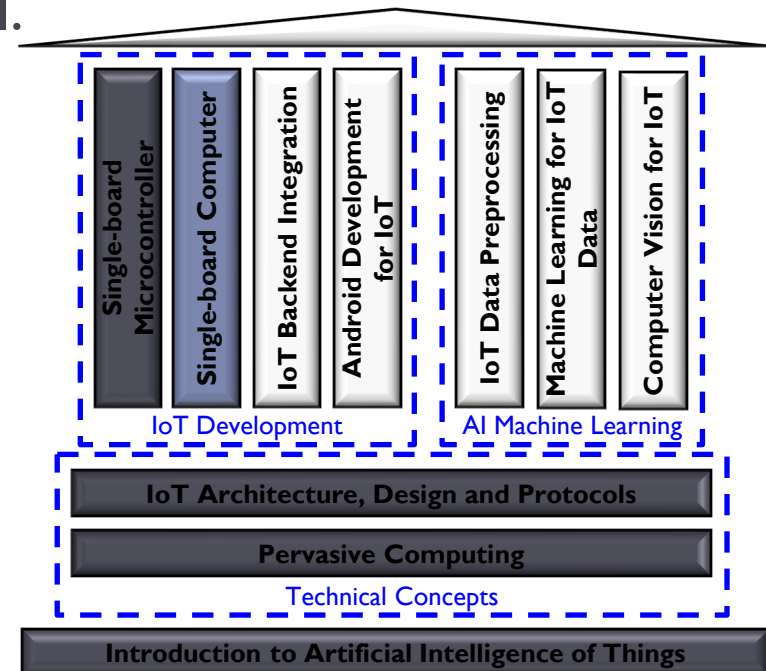 Single-board
Microcontroller
Single-board Computer
IoT Backend Integration
Android Development
for IoT
IoT Data Preprocessing
Machine Learning for IoT
Data
Computer Vision for IoT
IoT Development
AI Machine Learning
IoT Architecture, Design and Protocols
Pervasive Computing
Technical Concepts
Introduction to Artificial Intelligence of Things